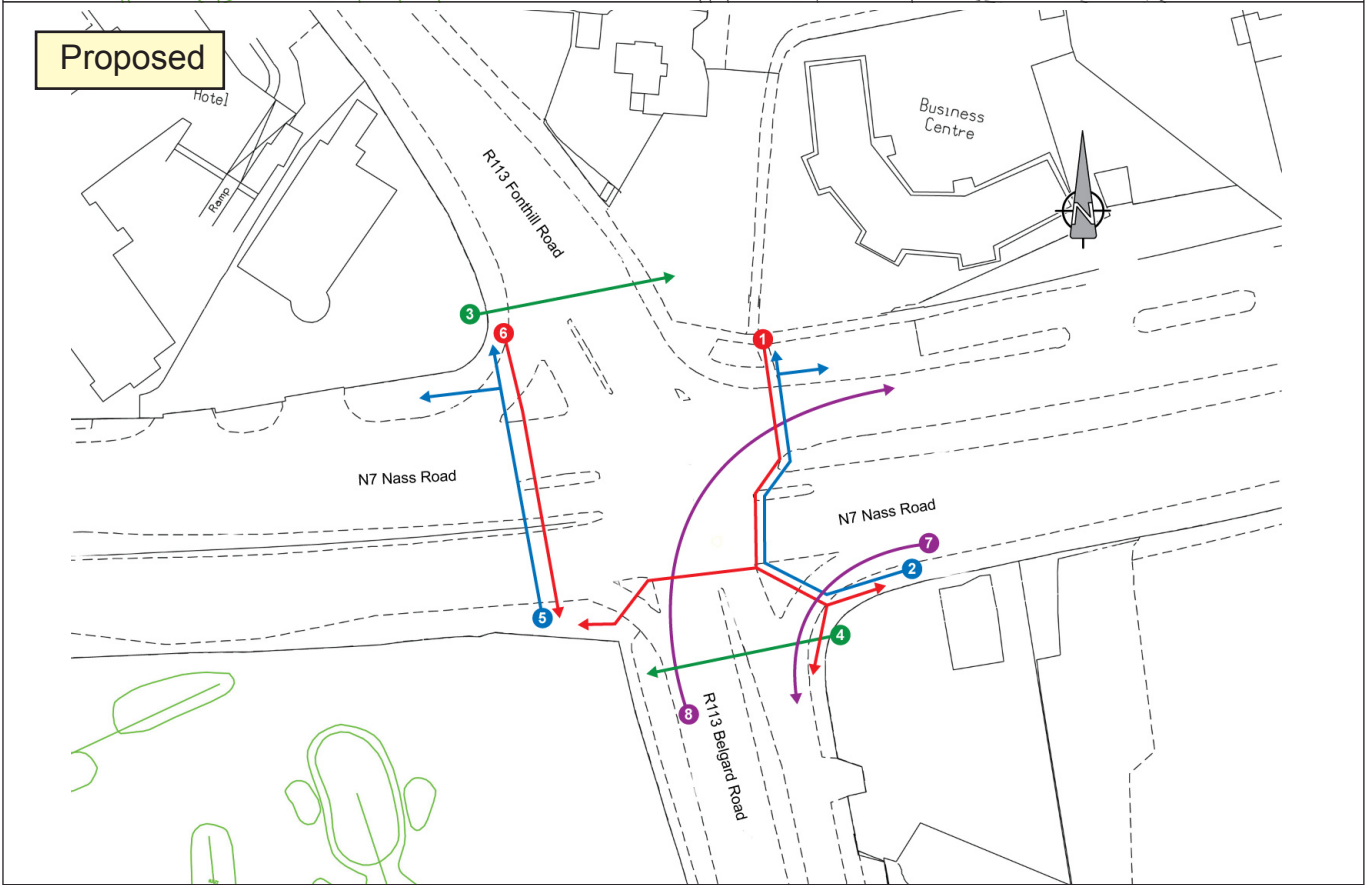 Proposed
Hotel
Ramp
R113 Fonthill Road
Business
Centre
N
3
6
1
N7 Nass Road
N7 Nass Road
7
2
5
4
8
R113 Belgard Road